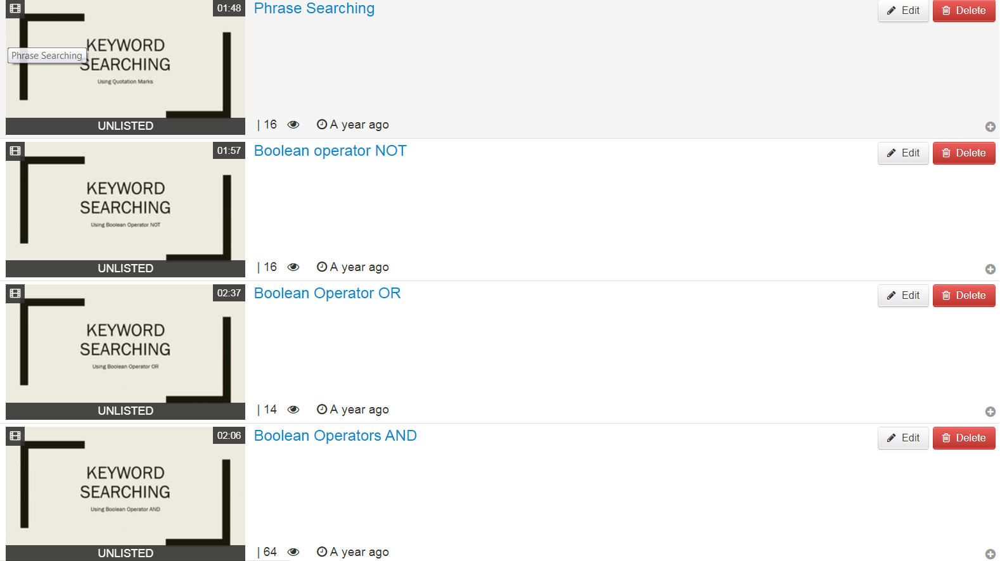 01:48
Phrase Searching
Edit
Delete
KEYWORD
SEARCHING
Phrase Searching
Using Quotation Marks
UNLISTED
| 16
A year ago
01:57
Boolean operator NOT
Edit
Delete
KEYWORD
SEARCHING
Using Boolean Operator NOT
UNLISTED
| 16
A year ago
02:37
Boolean Operator OR
Edit
Delete
KEYWORD
SEARCHING
Using Boolean Operator OR
UNLISTED
| 14
A year ago
02:06
Boolean Operators AND
Edit
Delete
KEYWORD
SEARCHING
Using Boolean Operator AND
UNLISTED
| 64
A year ago